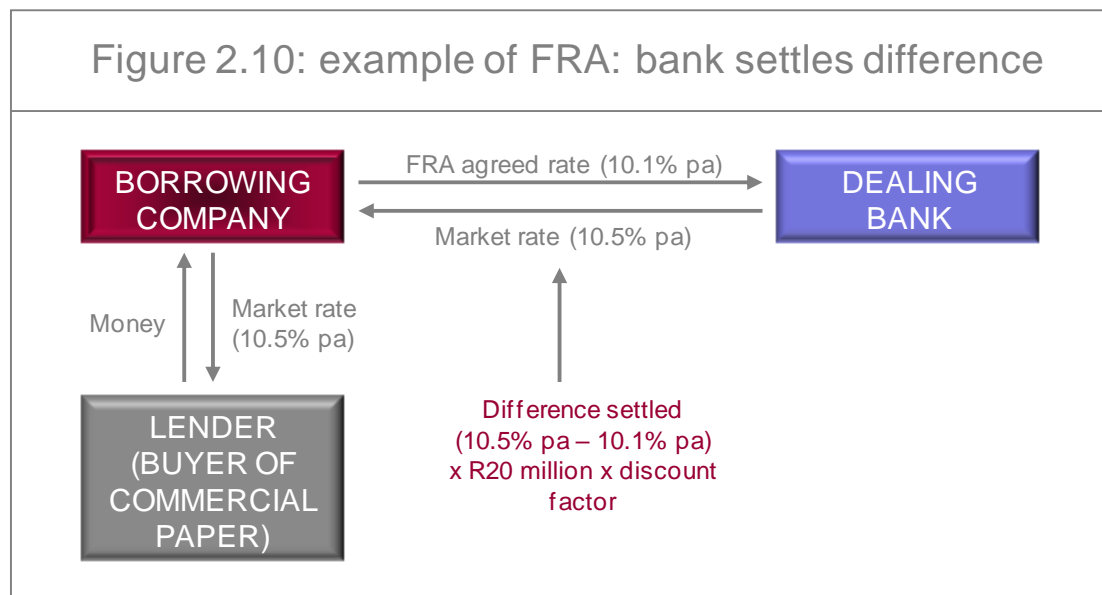 Figure 2.10: example of FRA: bank settles difference
BORROWING
COMPANY
FRA agreed rate (10.1% pa)
Market rate (10.5% pa)
DEALING
BANK
Money
Market rate
(10.5% pa)
LENDER
(BUYER OF
COMMERCIAL
PAPER)
Difference settled
(10.5% pa – 10.1% pa)
x R20 million x discount
factor